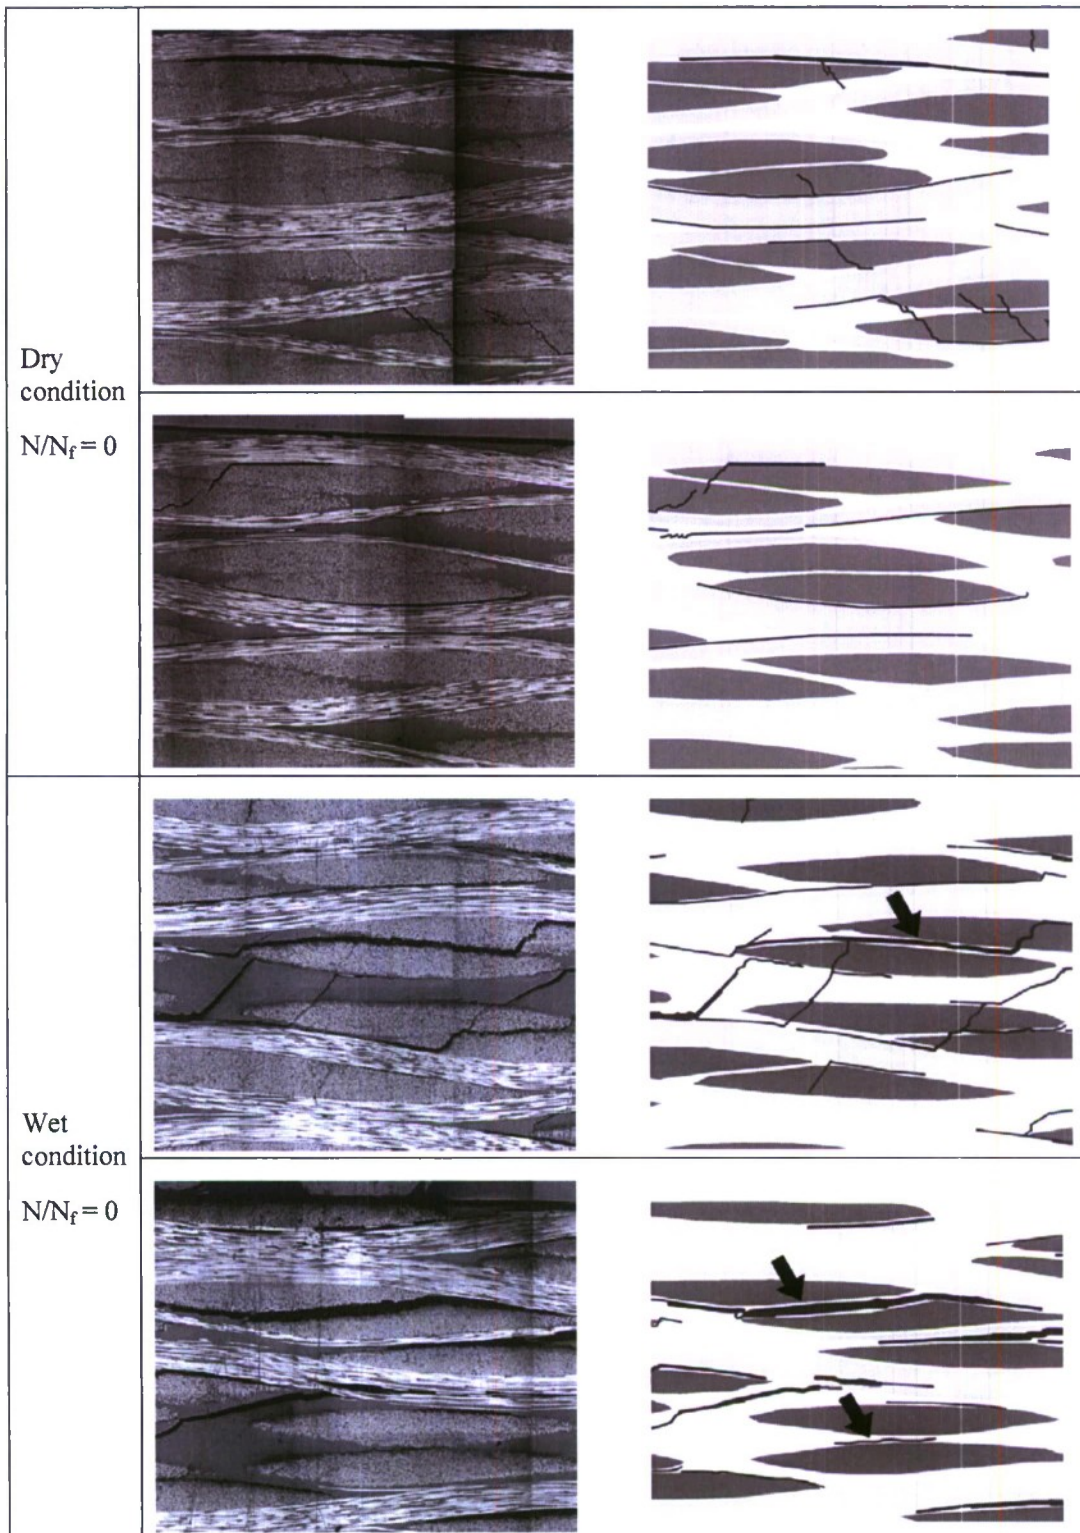 Dry
condition
N/N_f = 0
Wet
condition
N/N_f = 0